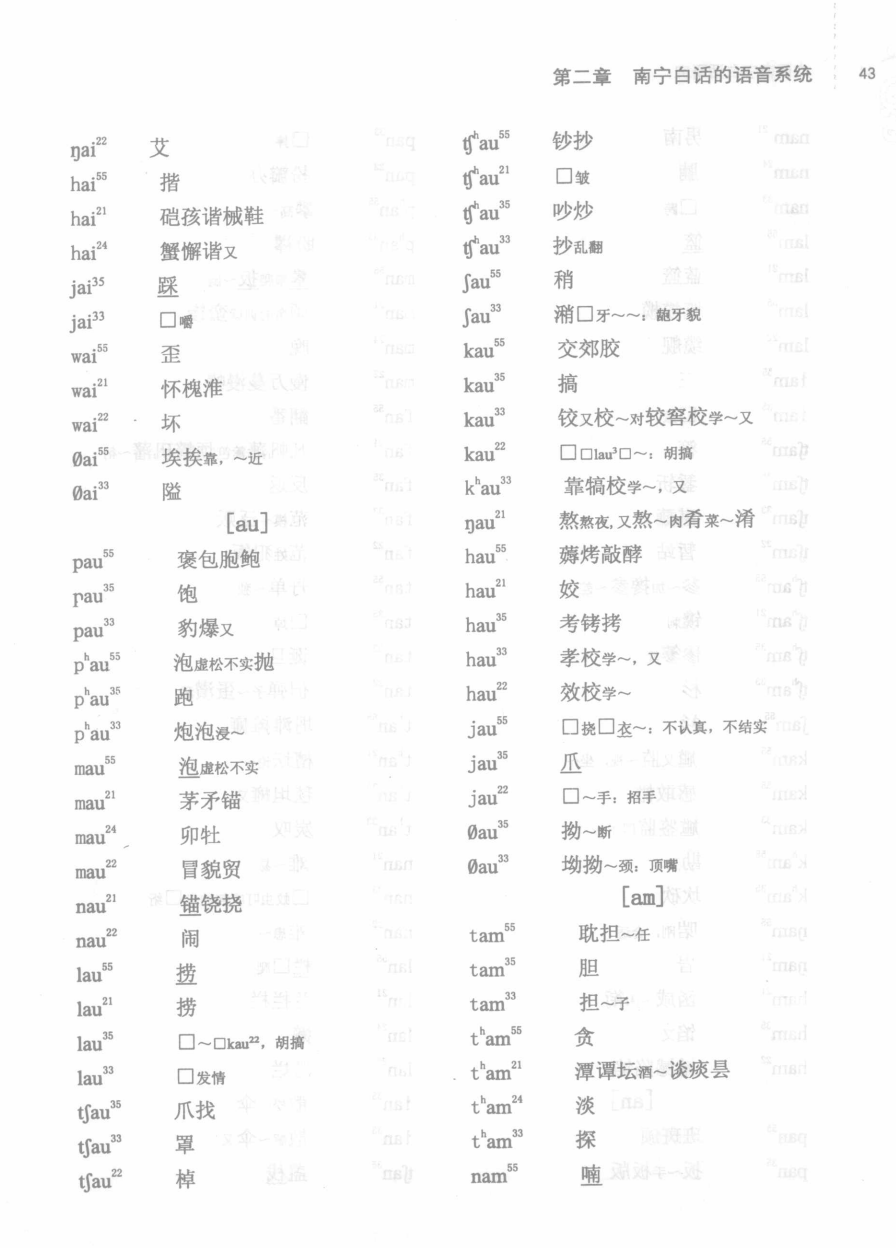 第二章 南宁白话的语音系统 43
ŋai²² 艾
hai⁵⁵ 揩
hai²¹ 硙孩谐械鞋
hai²⁴ 蟹懈谐又
jai³⁵ 踩
jai³³ □嚼
wai⁵⁵ 歪
wai²¹ 怀槐淮
wai²² 坏
Øai⁵⁵ 埃挨靠，～近
Øai³³ 隘
[au]
pau⁵⁵ 褒包胞鲍
pau³⁵ 饱
pau³³ 豹爆又
pʰau⁵⁵ 泡虚松不实抛
pʰau³⁵ 跑
pʰau³³ 炮泡浸～
mau⁵⁵ 泡虚松不实
mau²¹ 茅矛锚
mau²⁴ 卯牡
mau²² 冒貌贸
nau²¹ 锚铙挠
nau²² 闹
lau⁵⁵ 捞
lau²¹ 捞
lau³⁵ □～□kau²²，胡搞
lau³³ □发情
tʃau³⁵ 爪找
tʃau³³ 罩
tʃau²² 棹
tʃʰau⁵⁵ 钞抄
tʃʰau²¹ □皱
tʃʰau³⁵ 吵炒
tʃʰau³³ 抄乱翻
ʃau⁵⁵ 稍
ʃau³³ 潲□牙～～：龅牙貌
kau⁵⁵ 交郊胶
kau³⁵ 搞
kau³³ 铰又校～对较窖校学～又
kau²² □□lau³□～：胡搞
kʰau³³ 靠犒校学～，又
ŋau²¹ 熬熬夜,又熬～肉肴菜～淆
hau⁵⁵ 薅烤敲酵
hau²¹ 姣
hau³⁵ 考铐拷
hau³³ 孝校学～，又
hau²² 效校学～
jau⁵⁵ □挠□衣～：不认真，不结实
jau³⁵ 爪
jau²² □～手：招手
Øau³⁵ 拗～断
Øau³³ 坳拗～颈：顶嘴
[am]
tam⁵⁵ 耽担～任
tam³⁵ 胆
tam³³ 担～子
tʰam⁵⁵ 贪
tʰam²¹ 潭谭坛酒～谈痰昙
tʰam²⁴ 淡
tʰam³³ 探
nam⁵⁵ 喃